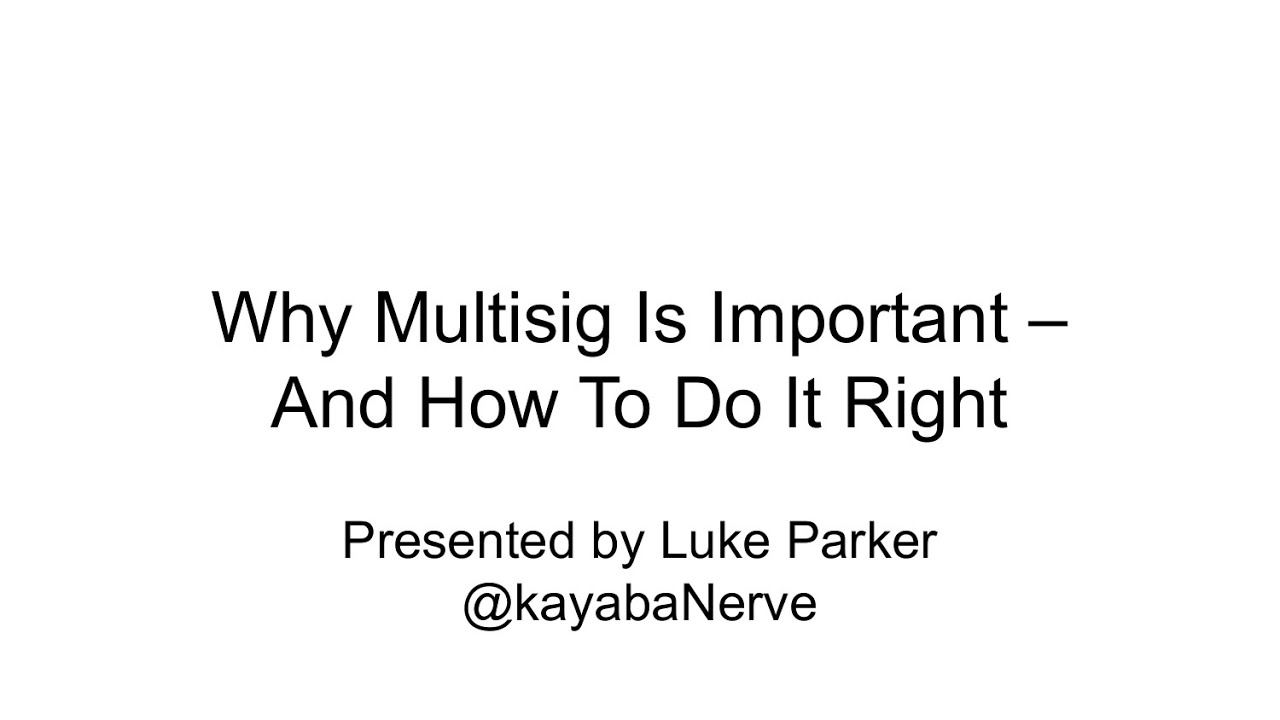 Why Multisig Is Important –
And How To Do It Right
Presented by Luke Parker
@kayabaNerve